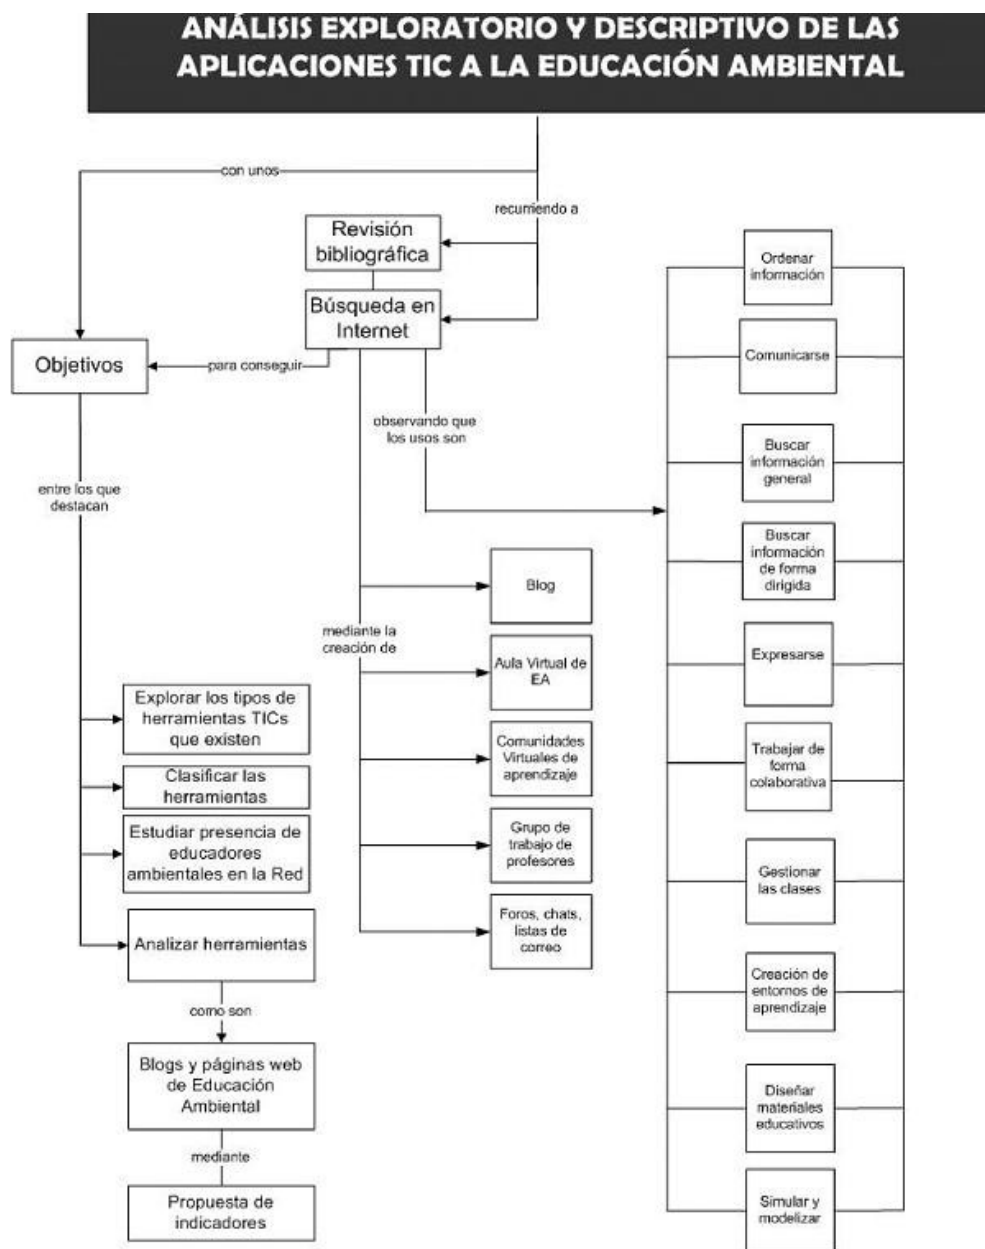 ANÁLISIS EXPLORATORIO Y DESCRIPTIVO DE LAS
APLICACIONES TIC A LA EDUCACIÓN AMBIENTAL
con unos
recurriendo a
Revisión
bibliográfica
Búsqueda en
Internet
Objetivos
para conseguir
observando que
los usos son
entre los que
destacan
mediante la
creación de
Explorar los tipos de
herramientas TICs
que existen
Clasificar las
herramientas
Estudiar presencia de
educadores
ambientales en la Red
Analizar herramientas
como son
Blogs y páginas web
de Educación
Ambiental
mediante
Propuesta de
indicadores
Blog
Aula Virtual de
EA
Comunidades
Virtuales de
aprendizaje
Grupo de
trabajo de
profesores
Foros, chats,
listas de
correo
Ordenar
información
Comunicarse
Buscar
información
general
Buscar
información
de forma
dirigida
Expresarse
Trabajar de
forma
colaborativa
Gestionar
las clases
Creación de
entornos de
aprendizaje
Diseñar
materiales
educativos
Simular y
modelizar